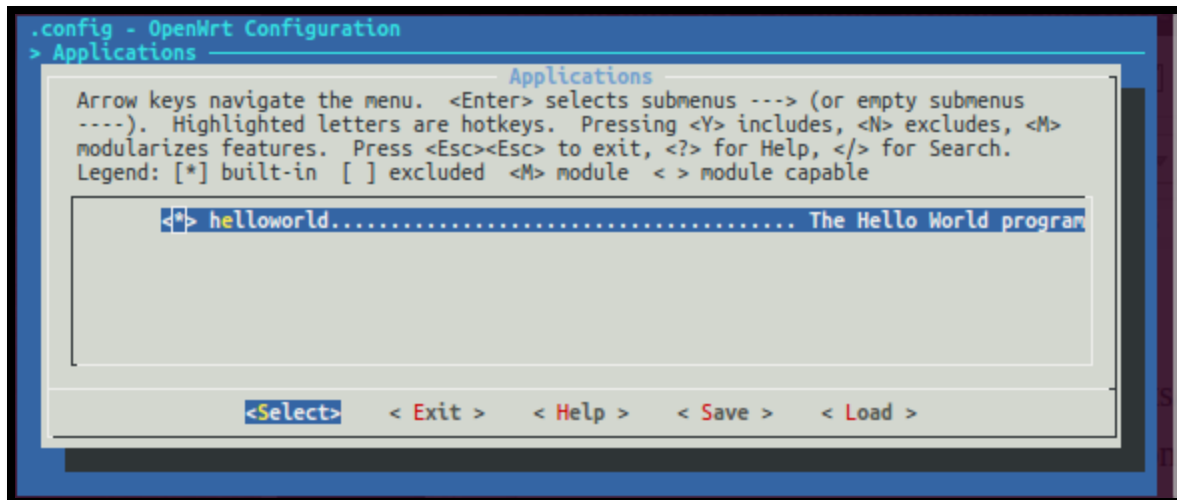 .config - OpenWrt Configuration
> Applications
Applications
Arrow keys navigate the menu.  <Enter> selects submenus ---> (or empty submenus
----).  Highlighted letters are hotkeys.  Pressing <Y> includes, <N> excludes, <M>
modularizes features.  Press <Esc><Esc> to exit, <?> for Help, </> for Search.
Legend: [*] built-in  [ ] excluded  <M> module  < > module capable
<*> helloworld....................................... The Hello World program
<Select>    < Exit >    < Help >    < Save >    < Load >